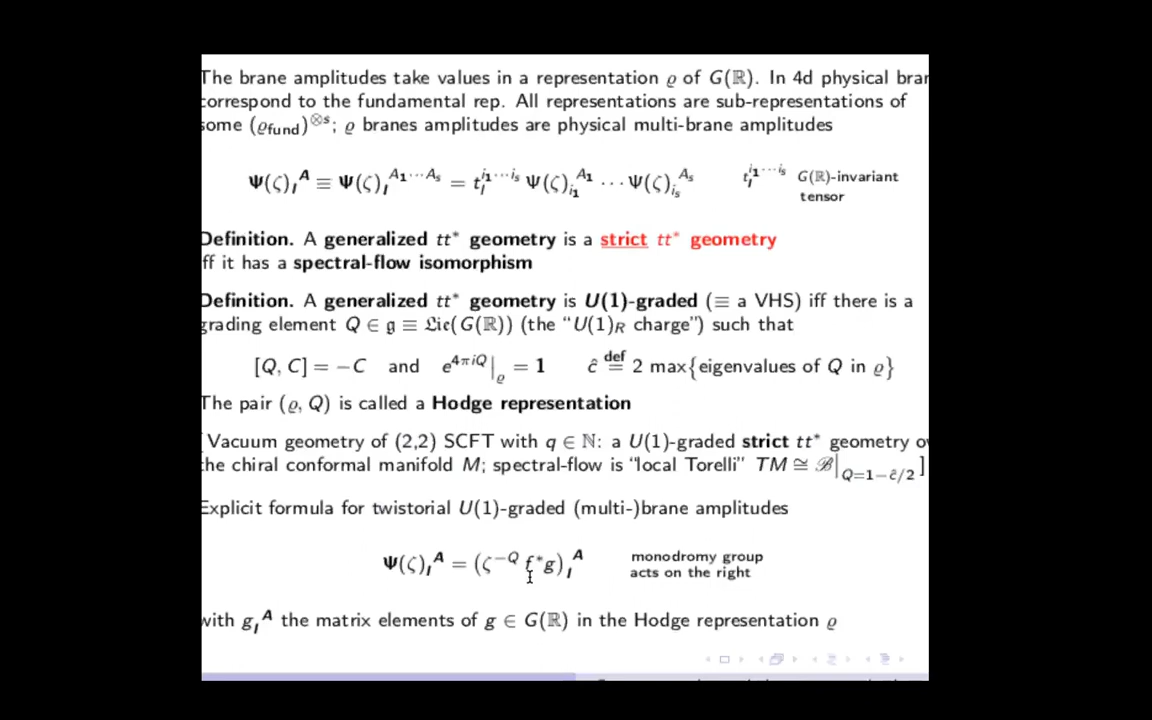 The brane amplitudes take values in a representation ϱ of G(ℝ). In 4d physical bran
correspond to the fundamental rep. All representations are sub-representations of
some (ϱ_fund)^⊗s; ϱ branes amplitudes are physical multi-brane amplitudes
Ψ(ζ)_I^A ≡ Ψ(ζ)_I^{A_1⋯A_s} = t_I^{i_1⋯i_s} Ψ(ζ)_{i_1}^{A_1} ⋯ Ψ(ζ)_{i_s}^{A_s} t_I^{i_1⋯i_s} G(ℝ)-invariant
tensor
Definition. A generalized tt* geometry is a strict tt* geometry
iff it has a spectral-flow isomorphism
Definition. A generalized tt* geometry is U(1)-graded (≡ a VHS) iff there is a
grading element Q ∈ 𝔤 ≡ 𝔏𝔦𝔢(G(ℝ)) (the “U(1)_R charge”) such that
[Q, C] = −C and e^{4πiQ}|_ϱ = 1 ĉ ≝ 2 max{eigenvalues of Q in ϱ}
The pair (ϱ, Q) is called a Hodge representation
[Vacuum geometry of (2,2) SCFT with q ∈ ℕ: a U(1)-graded strict tt* geometry ov
the chiral conformal manifold M; spectral-flow is “local Torelli” TM ≅ ℬ|_{Q=1−ĉ/2} ]
Explicit formula for twistorial U(1)-graded (multi-)brane amplitudes
Ψ(ζ)_I^A = (ζ^{−Q} f*g)_I^A monodromy group
acts on the right
with g_I^A the matrix elements of g ∈ G(ℝ) in the Hodge representation ϱ